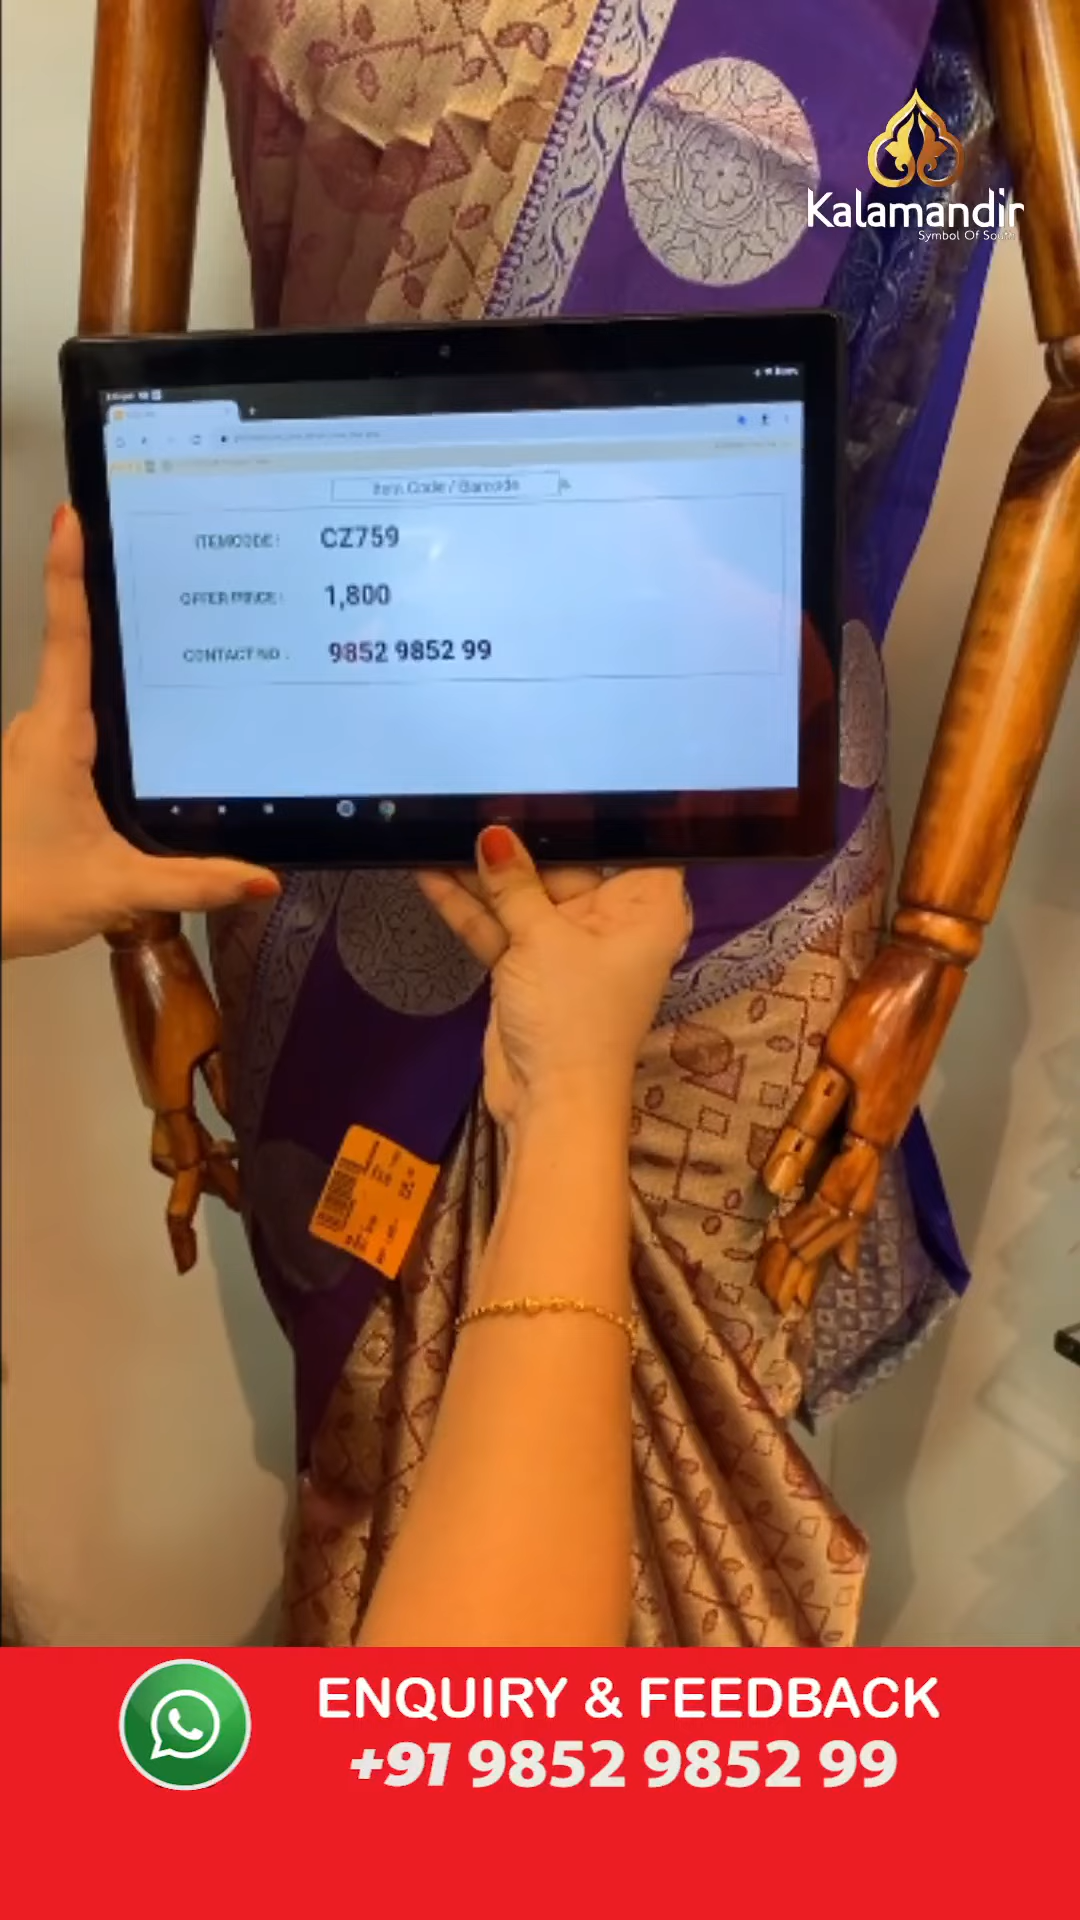 Kalamandir
Symbol Of South
Item Code / Barcode
ITEMCODE : CZ759
OFFER PRICE : 1,800
CONTACT NO : 9852 9852 99
ENQUIRY & FEEDBACK
+91 9852 9852 99